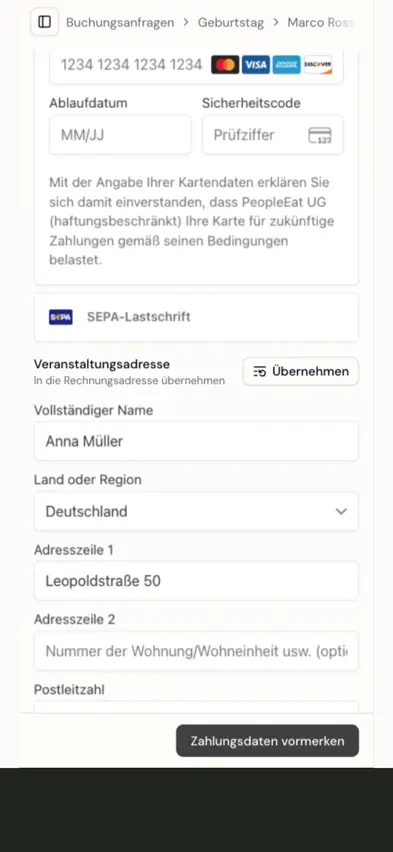 Buchungsanfragen > Geburtstag > Marco Ross
1234 1234 1234 1234 VISA DISCOVER
Ablaufdatum Sicherheitscode
MM/JJ Prüfziffer 123
Mit der Angabe Ihrer Kartendaten erklären Sie
sich damit einverstanden, dass PeopleEat UG
(haftungsbeschränkt) Ihre Karte für zukünftige
Zahlungen gemäß seinen Bedingungen
belastet.
SEPA SEPA-Lastschrift
Veranstaltungsadresse
In die Rechnungsadresse übernehmen
Übernehmen
Vollständiger Name
Anna Müller
Land oder Region
Deutschland
Adresszeile 1
Leopoldstraße 50
Adresszeile 2
Nummer der Wohnung/Wohneinheit usw. (opti
Postleitzahl
Zahlungsdaten vormerken